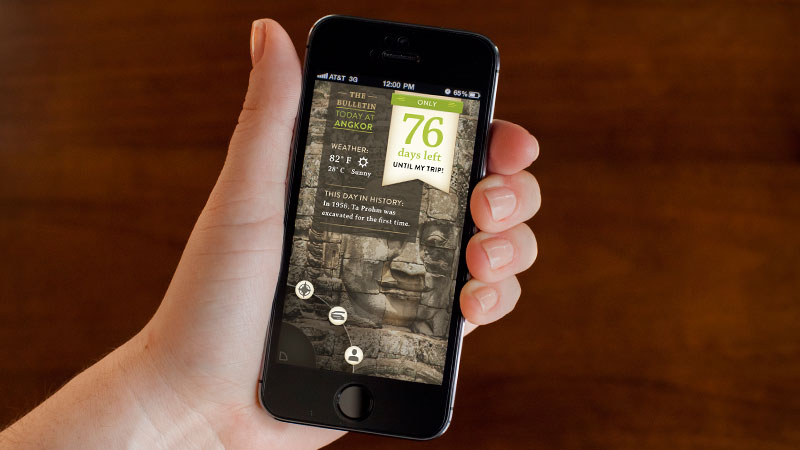 AT&T 3G 12:00 PM 65%
THE
BULLETIN
TODAY AT
ANGKOR
ONLY
76
days left
UNTIL MY TRIP!
WEATHER:
82° F
28° C Sunny
THIS DAY IN HISTORY:
In 1956, Ta Prohm was
excavated for the first time.